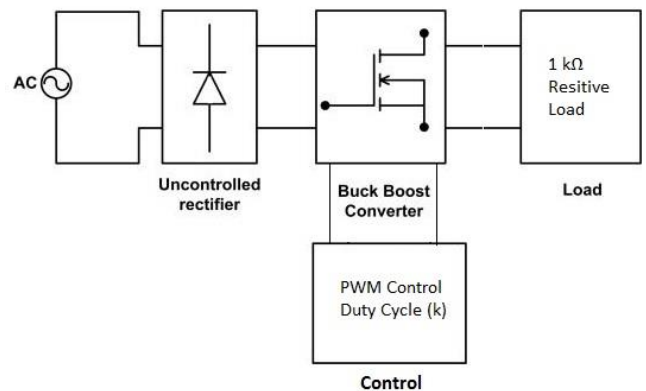 AC
Uncontrolled
rectifier
Buck Boost
Converter
1 kΩ
Resitive
Load
Load
PWM Control
Duty Cycle (k)
Control